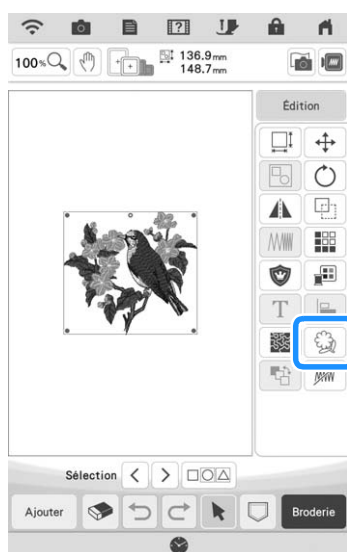 100%
136.9mm
148.7mm
Édition
T
Sélection
Ajouter
Broderie